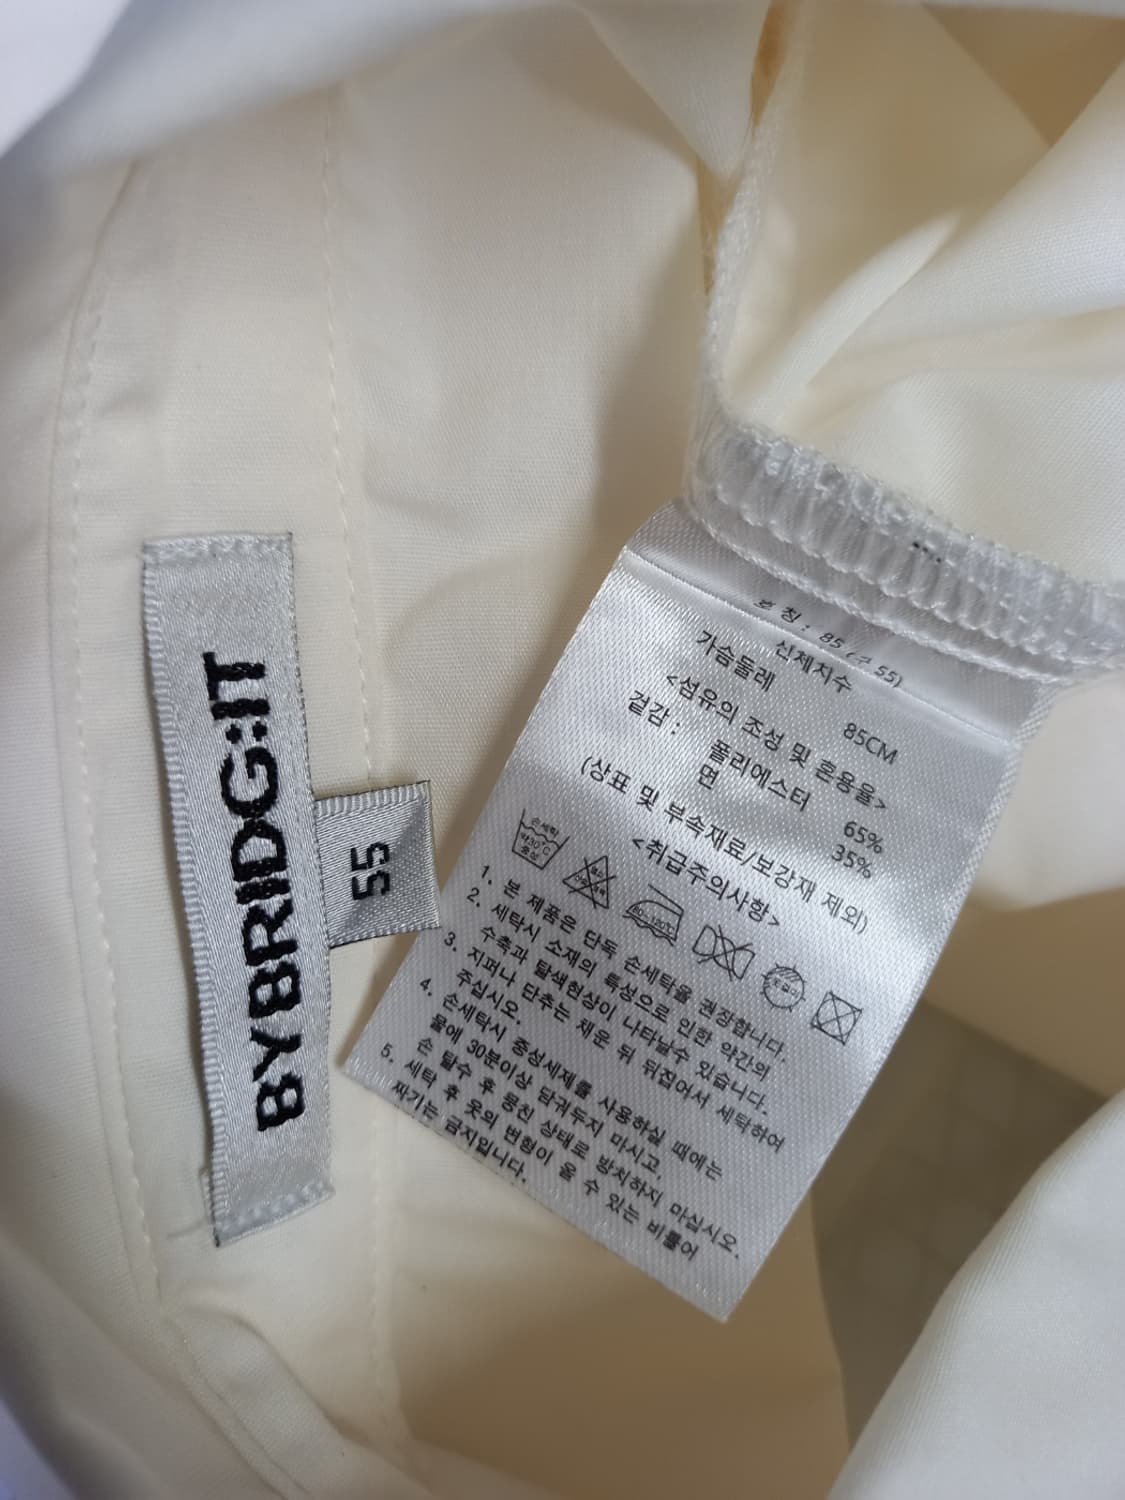 BYBRIDG:IT
55
호 칭 : 85 (구 55)
신체치수
가슴둘레 85CM
<섬유의 조성 및 혼용율>
겉감 : 폴리에스터 65%
면 35%
(상표 및 부속재료/보강재 제외)
<취급주의사항>
손세탁
약30℃
중성
80~120℃
1. 본 제품은 단독 손세탁을 권장합니다.
2. 세탁시 소재의 특성으로 인한 약간의
수축과 탈색현상이 나타날수 있습니다.
3. 지퍼나 단추는 채운 뒤 뒤집어서 세탁하여
주십시오.
4. 손세탁시 중성세제를 사용하실 때에는
물에 30분이상 담궈두지 마시고,
손 탈수 후 뭉친 상태로 방치하지 마십시오.
5. 세탁 후 옷의 변형이 올 수 있는 비틀어
짜기는 금지입니다.